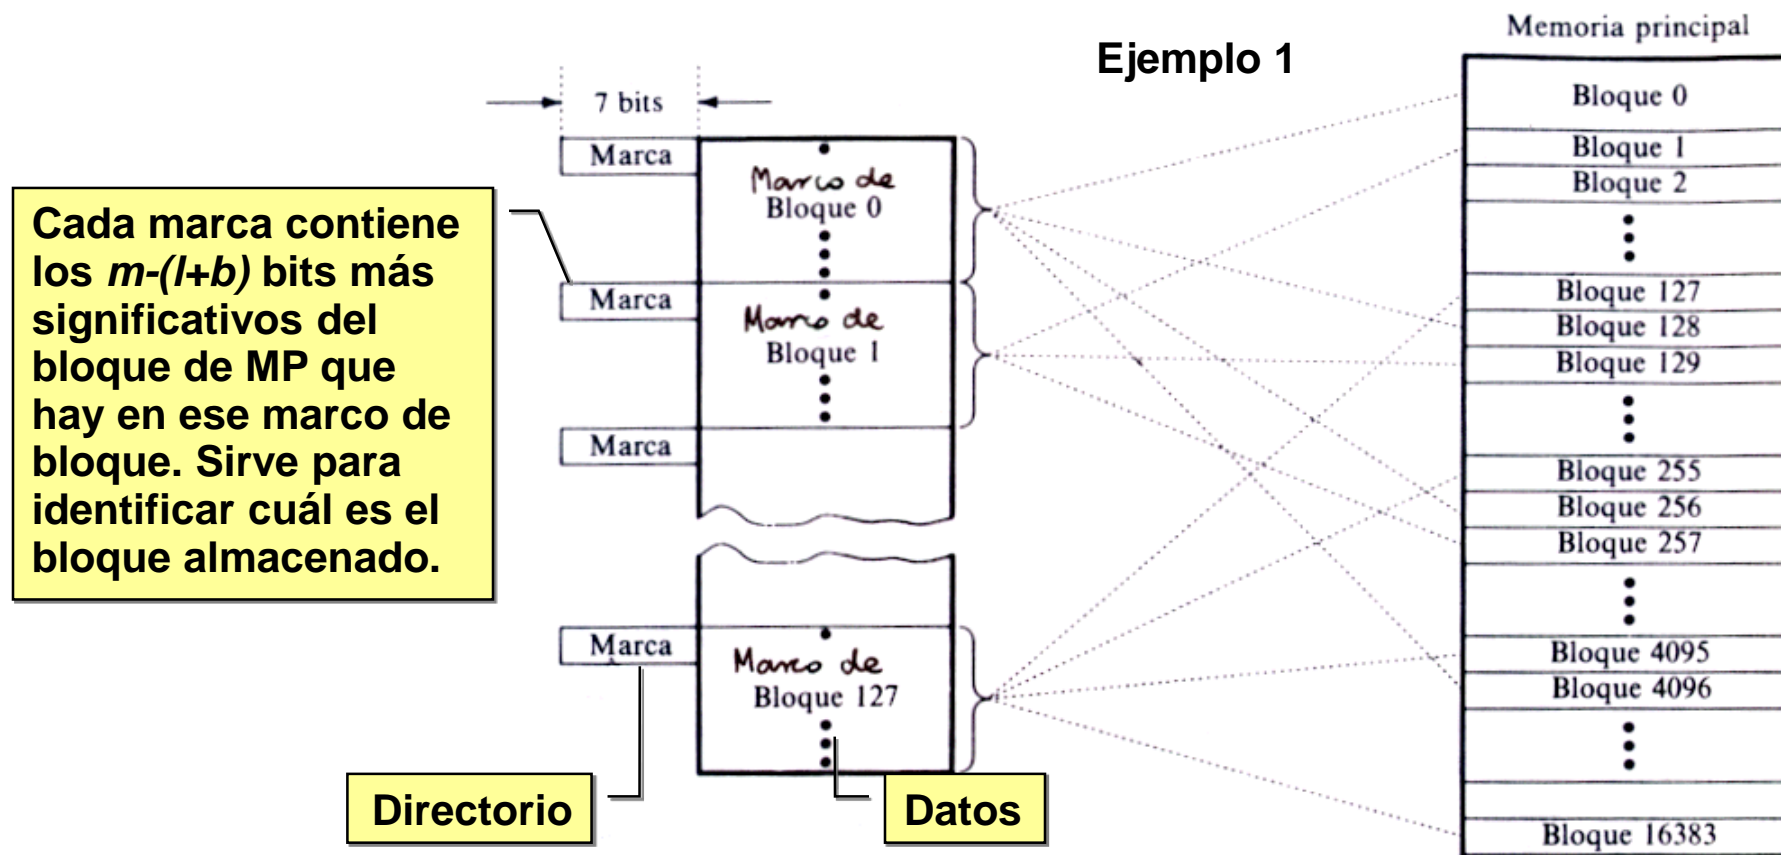 Ejemplo 1
Memoria principal
7 bits
Marca
Marco de
Bloque 0
Marca
Marco de
Bloque 1
Marca
Marca
Marco de
Bloque 127
Cada marca contiene
los m-(l+b) bits más
significativos del
bloque de MP que
hay en ese marco de
bloque. Sirve para
identificar cuál es el
bloque almacenado.
Directorio
Datos
Bloque 0
Bloque 1
Bloque 2
Bloque 127
Bloque 128
Bloque 129
Bloque 255
Bloque 256
Bloque 257
Bloque 4095
Bloque 4096
Bloque 16383